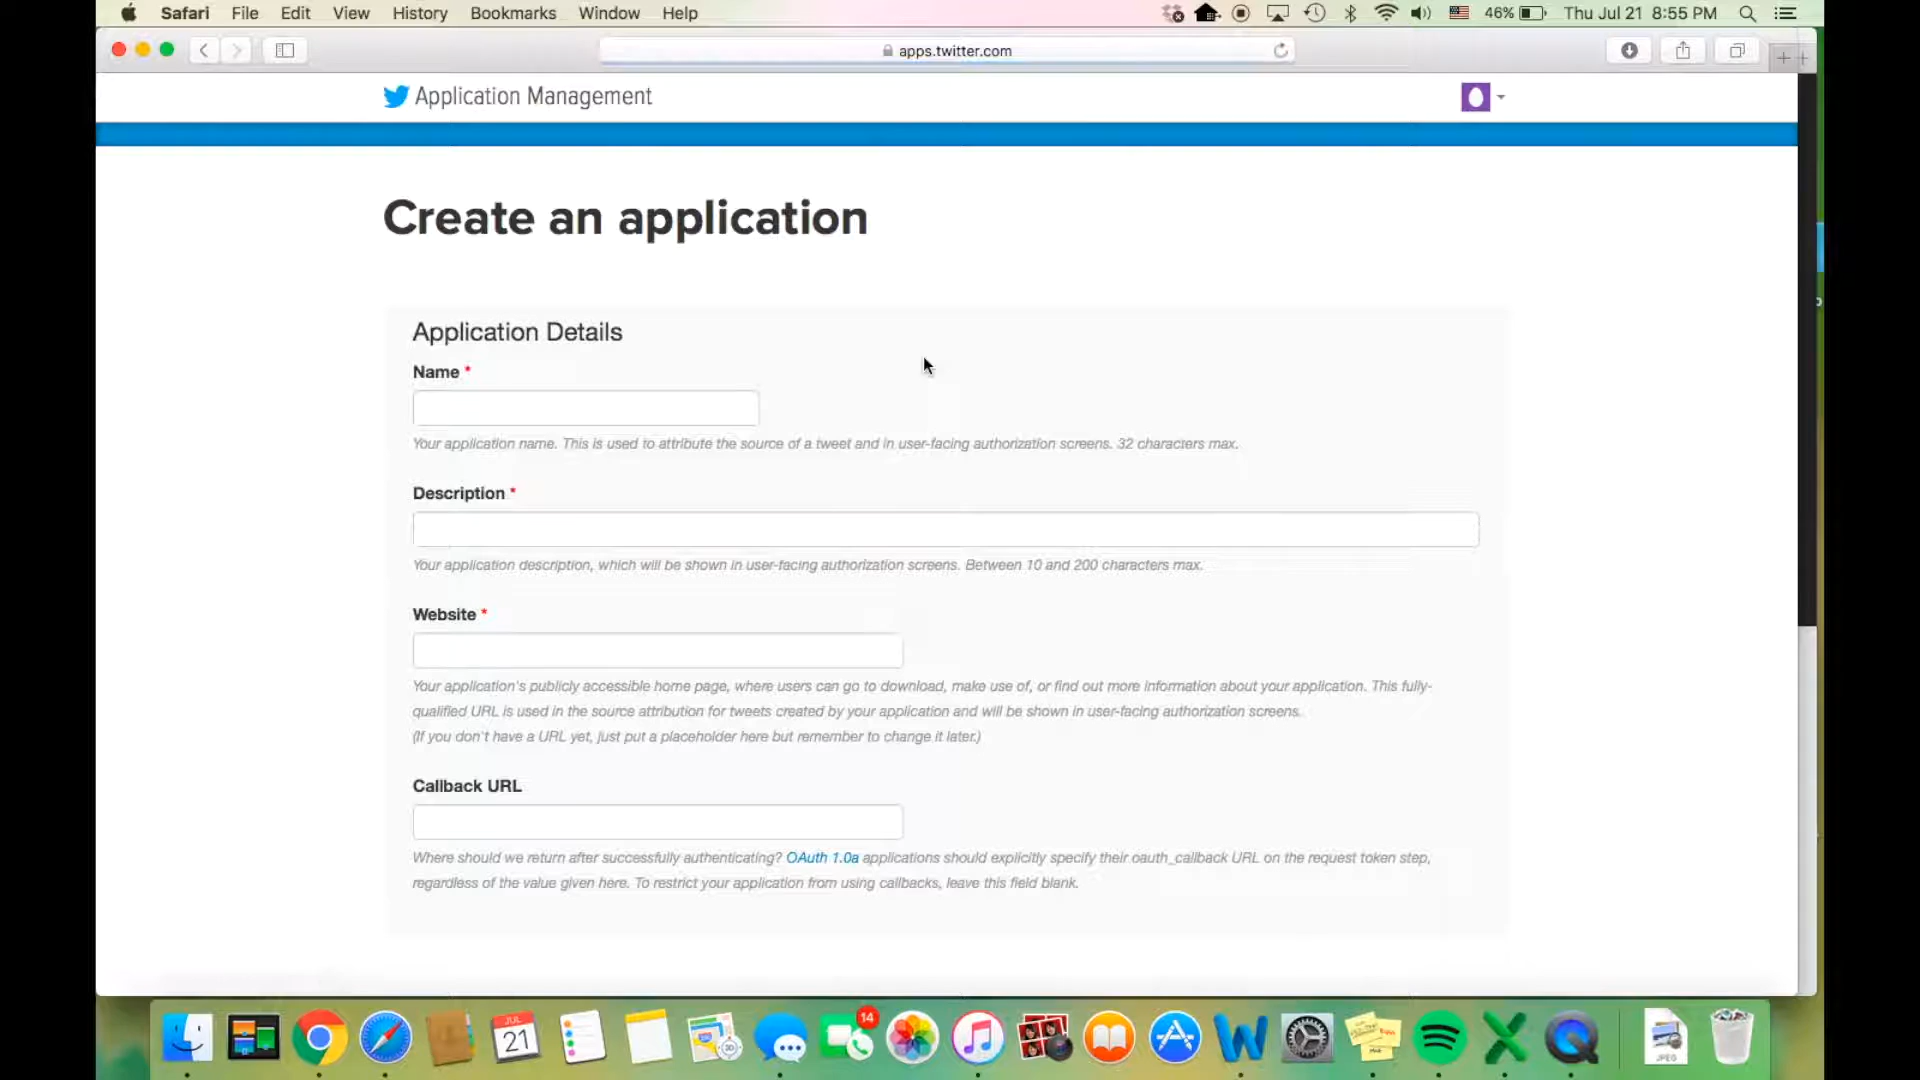 Safari File Edit View History Bookmarks Window Help 46% Thu Jul 21 8:55 PM
apps.twitter.com
Application Management
Create an application
Application Details
Name *
Your application name. This is used to attribute the source of a tweet and in user-facing authorization screens. 32 characters max.
Description *
Your application description, which will be shown in user-facing authorization screens. Between 10 and 200 characters max.
Website *
Your application's publicly accessible home page, where users can go to download, make use of, or find out more information about your application. This fully-
qualified URL is used in the source attribution for tweets created by your application and will be shown in user-facing authorization screens.
(If you don't have a URL yet, just put a placeholder here but remember to change it later.)
Callback URL
Where should we return after successfully authenticating? OAuth 1.0a applications should explicitly specify their oauth_callback URL on the request token step,
regardless of the value given here. To restrict your application from using callbacks, leave this field blank.
14
JUL
21
3D
JPEG